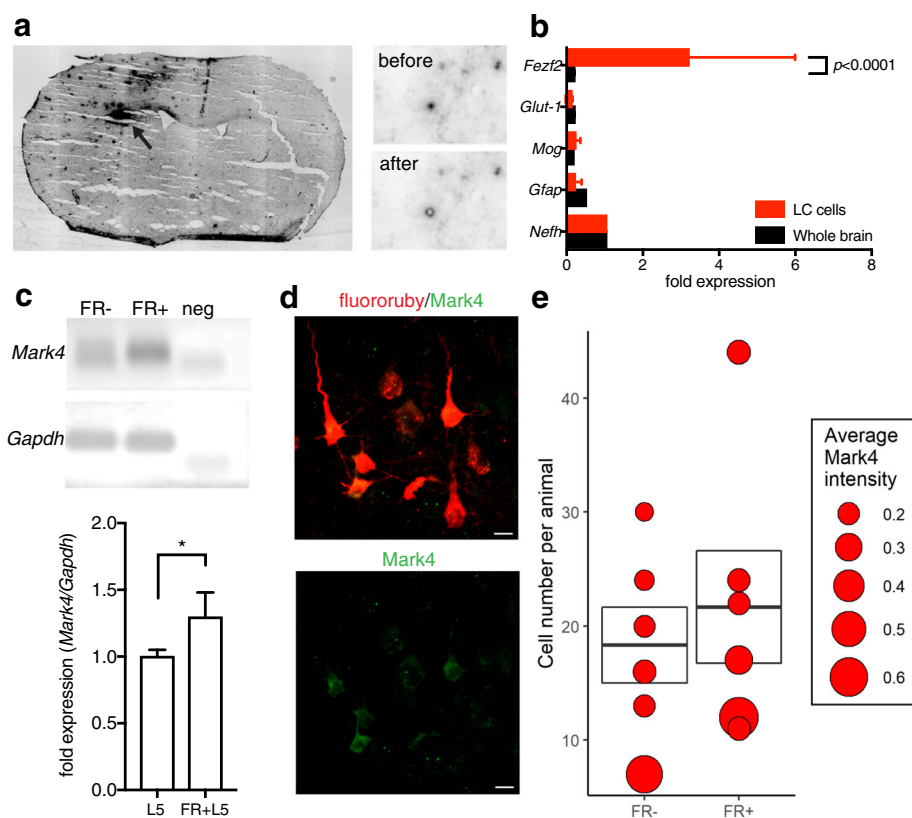 a
before
after
b
Fezf2
Glut-1
Mog
Gfap
Nefh
p<0.0001
LC cells
Whole brain
0 2 4 6 8
fold expression
c
FR- FR+ neg
Mark4
Gapdh
fold expression (Mark4/Gapdh)
2.0
1.5
1.0
0.5
0.0
*
L5 FR+L5
d
fluororuby/Mark4
Mark4
e
Cell number per animal
40
30
20
10
FR- FR+
Average
Mark4
intensity
0.2
0.3
0.4
0.5
0.6